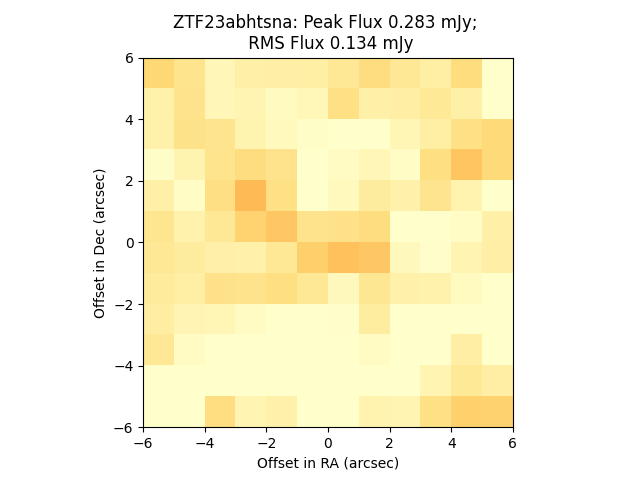 ZTF23abhtsna: Peak Flux 0.283 mJy;
RMS Flux 0.134 mJy
6
4
2
0
−2
−4
−6
Offset in Dec (arcsec)
−6 −4 −2 0 2 4 6
Offset in RA (arcsec)